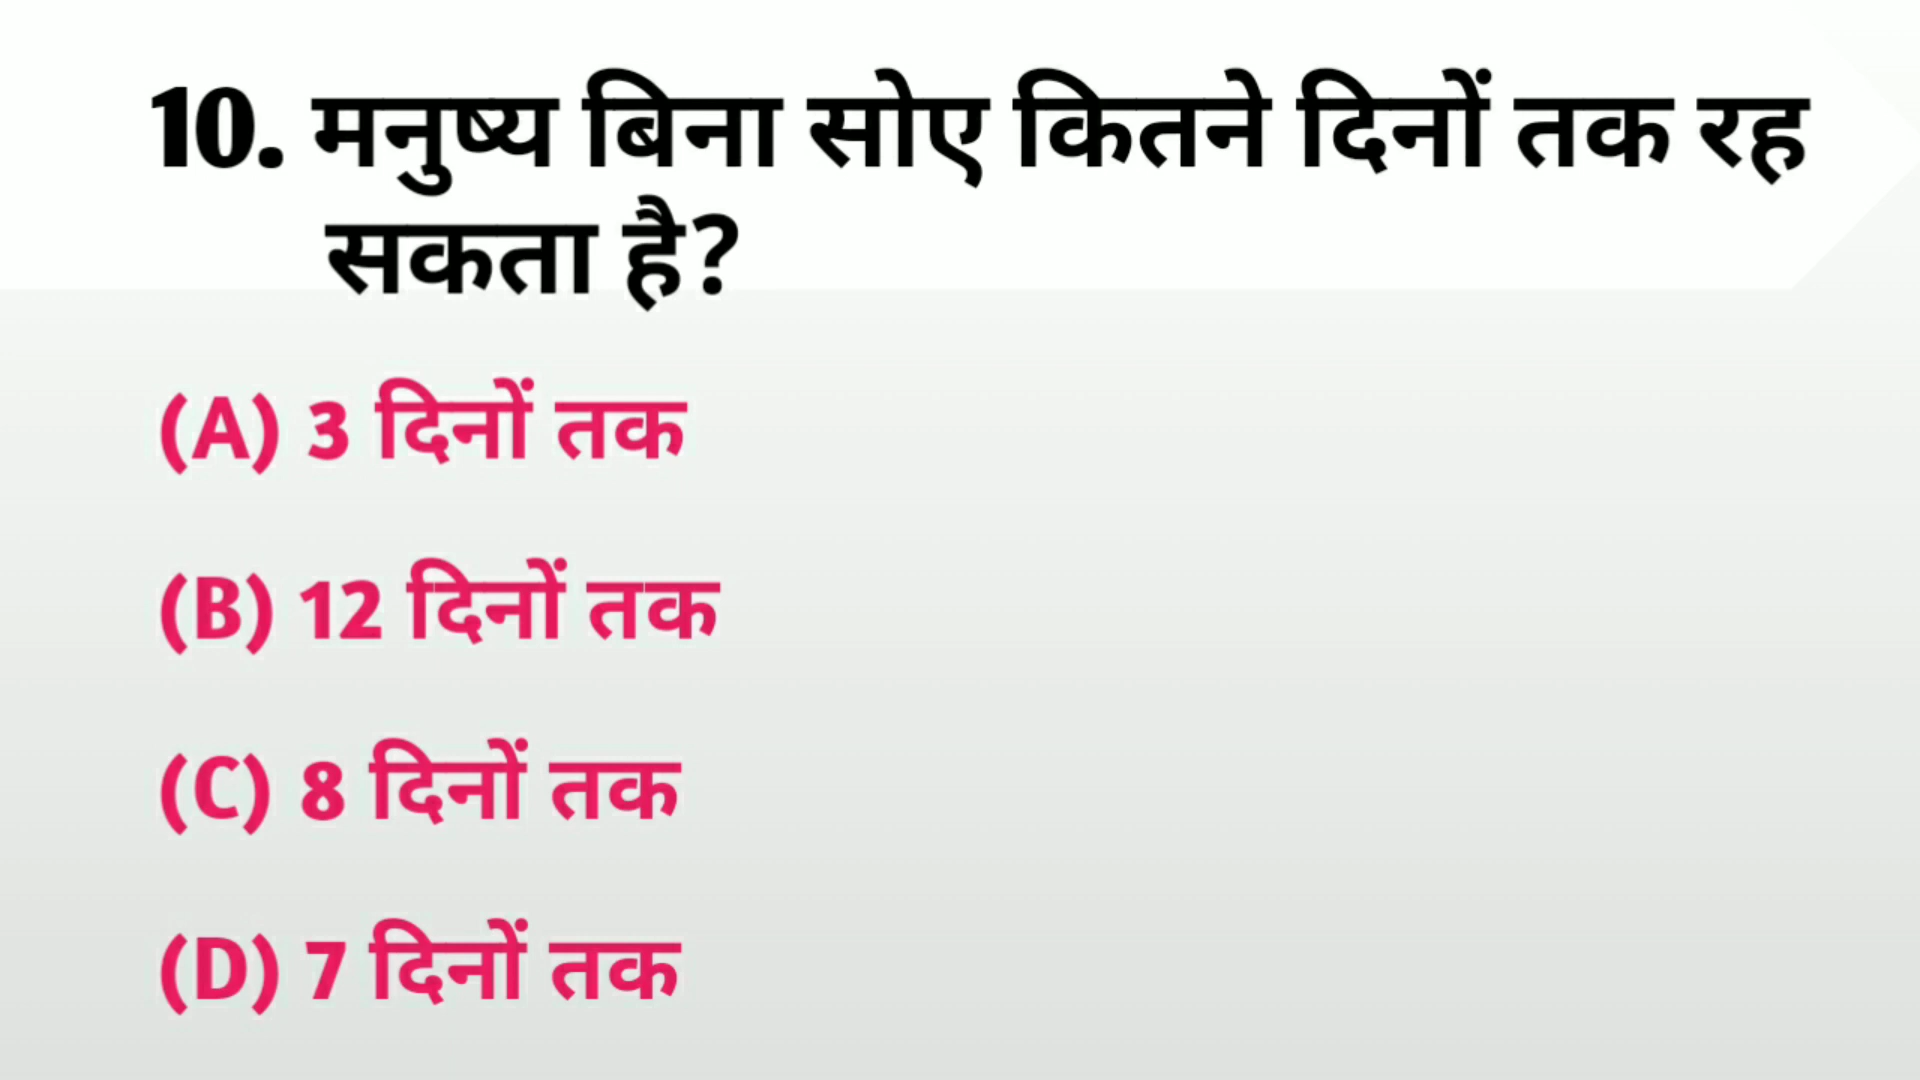 10. मनुष्य बिना सोए कितने दिनों तक रह
सकता है?
(A) 3 दिनों तक
(B) 12 दिनों तक
(C) 8 दिनों तक
(D) 7 दिनों तक